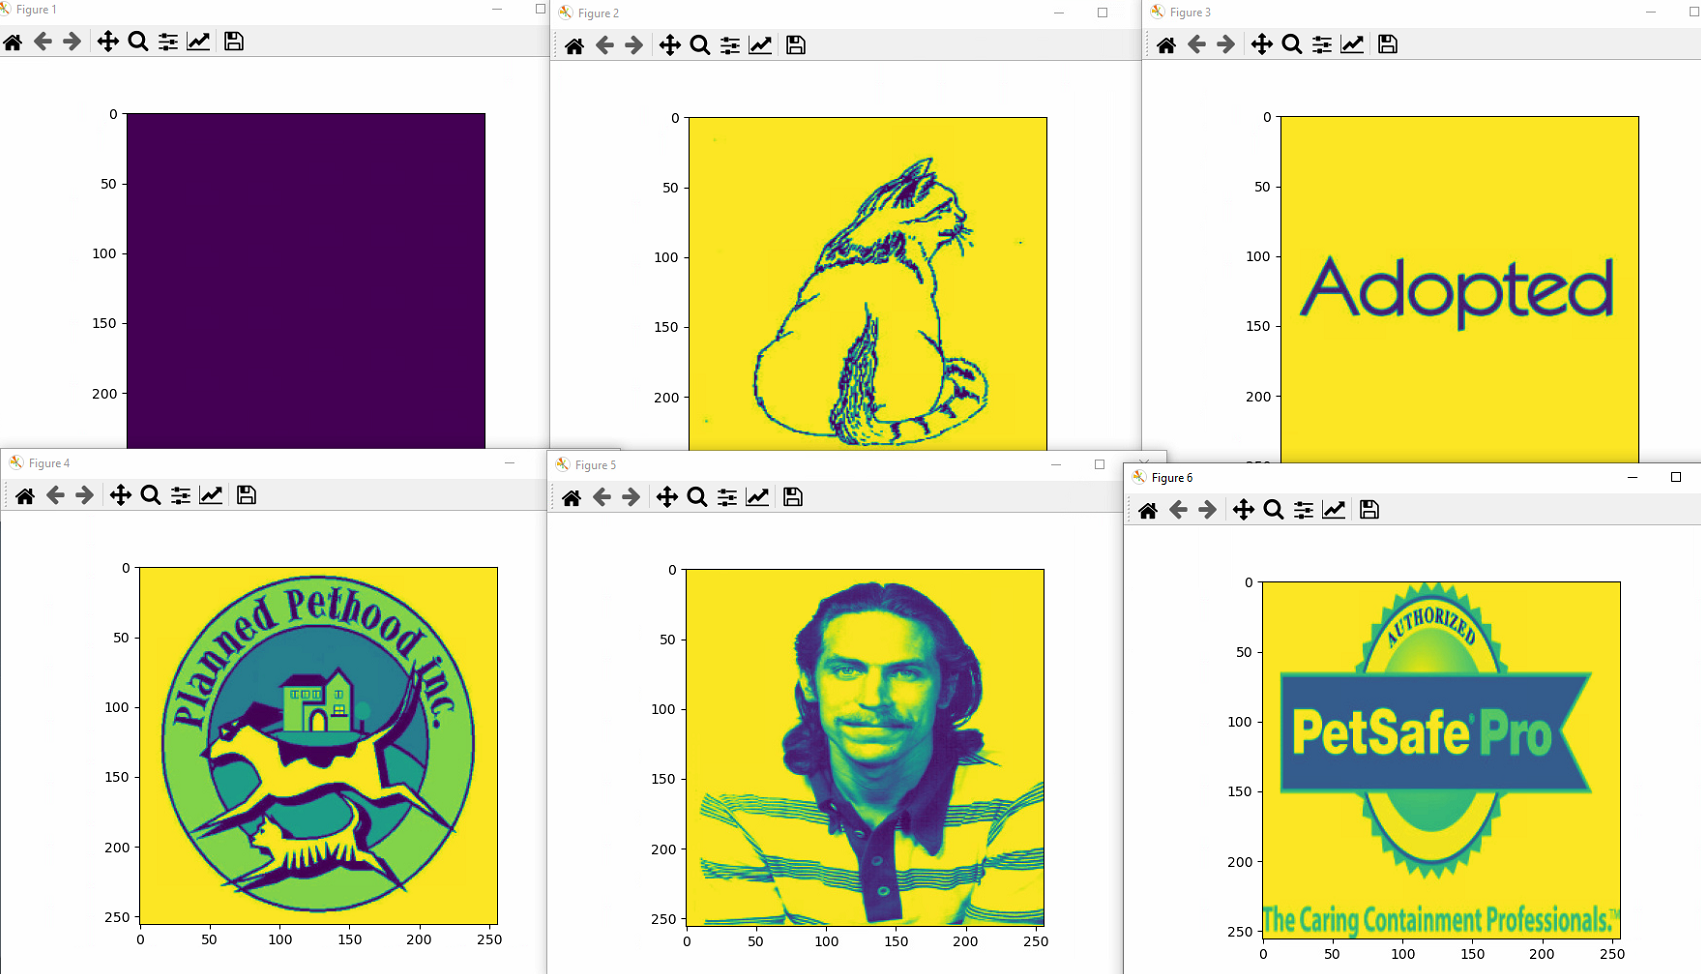 Figure 1
0
50
100
150
200
Figure 2
0
50
100
150
200
Figure 3
0
50
100
150
200
Adopted
Figure 4
0
50
100
150
200
250
0 50 100 150 200 250
Planned Pethood inc.
Figure 5
0
50
100
150
200
250
0 50 100 150 200 250
Figure 6
0
50
100
150
200
250
0 50 100 150 200 250
AUTHORIZED
PetSafe® Pro
The Caring Containment Professionals.™